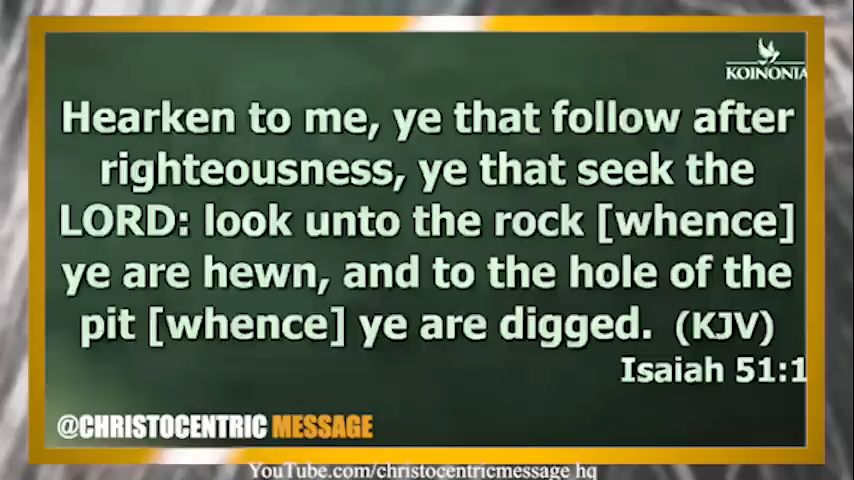 KOINONIA
Hearken to me, ye that follow after
righteousness, ye that seek the
LORD: look unto the rock [whence]
ye are hewn, and to the hole of the
pit [whence] ye are digged. (KJV)
Isaiah 51:1
@CHRISTOCENTRIC MESSAGE
YouTube.com/christocentricmessage hq